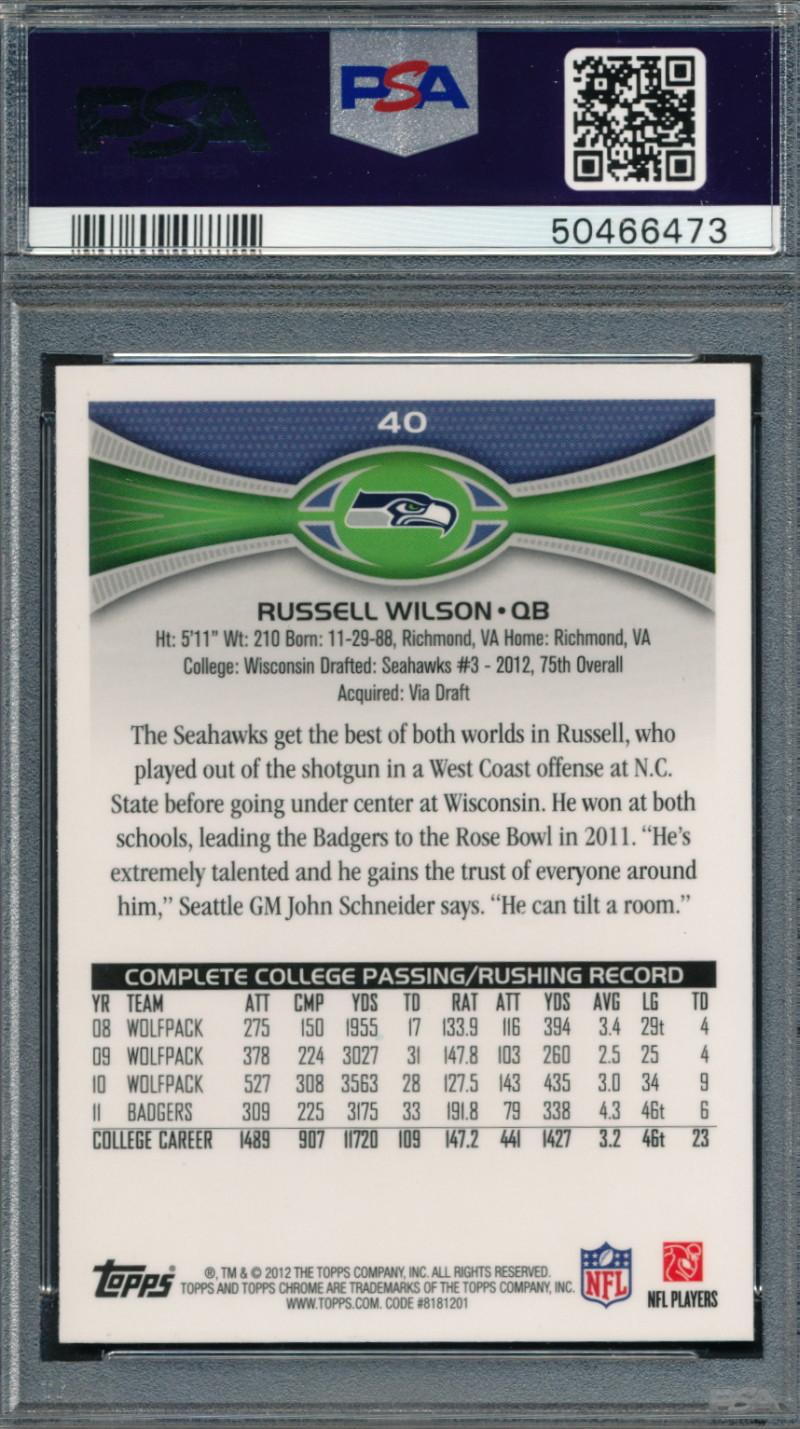 PSA
PSA
50466473
40
RUSSELL WILSON • QB
Ht: 5'11" Wt: 210 Born: 11-29-88, Richmond, VA Home: Richmond, VA
College: Wisconsin Drafted: Seahawks #3 - 2012, 75th Overall
Acquired: Via Draft
The Seahawks get the best of both worlds in Russell, who
played out of the shotgun in a West Coast offense at N.C.
State before going under center at Wisconsin. He won at both
schools, leading the Badgers to the Rose Bowl in 2011. “He's
extremely talented and he gains the trust of everyone around
him,” Seattle GM John Schneider says. “He can tilt a room.”
COMPLETE COLLEGE PASSING/RUSHING RECORD
YR TEAM ATT CMP YDS TD RAT ATT YDS AVG LG TD
08 WOLFPACK 275 150 1955 17 133.9 116 394 3.4 29t 4
09 WOLFPACK 378 224 3027 31 147.8 103 260 2.5 25 4
10 WOLFPACK 527 308 3563 28 127.5 143 435 3.0 34 9
11 BADGERS 309 225 3175 33 191.8 79 338 4.3 46t 6
COLLEGE CAREER 1489 907 11720 109 147.2 441 1427 3.2 46t 23
Topps
®, TM & © 2012 THE TOPPS COMPANY, INC. ALL RIGHTS RESERVED.
TOPPS AND TOPPS CHROME ARE TRADEMARKS OF THE TOPPS COMPANY, INC.
WWW.TOPPS.COM. CODE #8181201
NFL
NFL PLAYERS
PSA